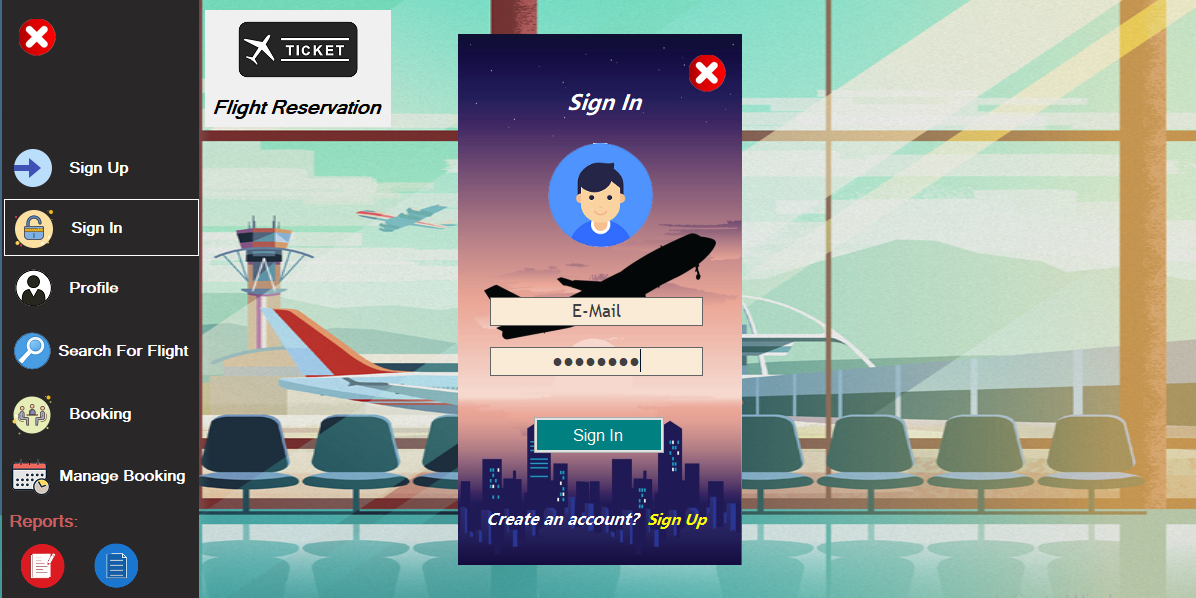 TICKET
Flight Reservation
Sign Up
Sign In
Profile
Search For Flight
Booking
Manage Booking
Reports:
Sign In
E-Mail
●●●●●●●●
Sign In
Create an account? Sign Up